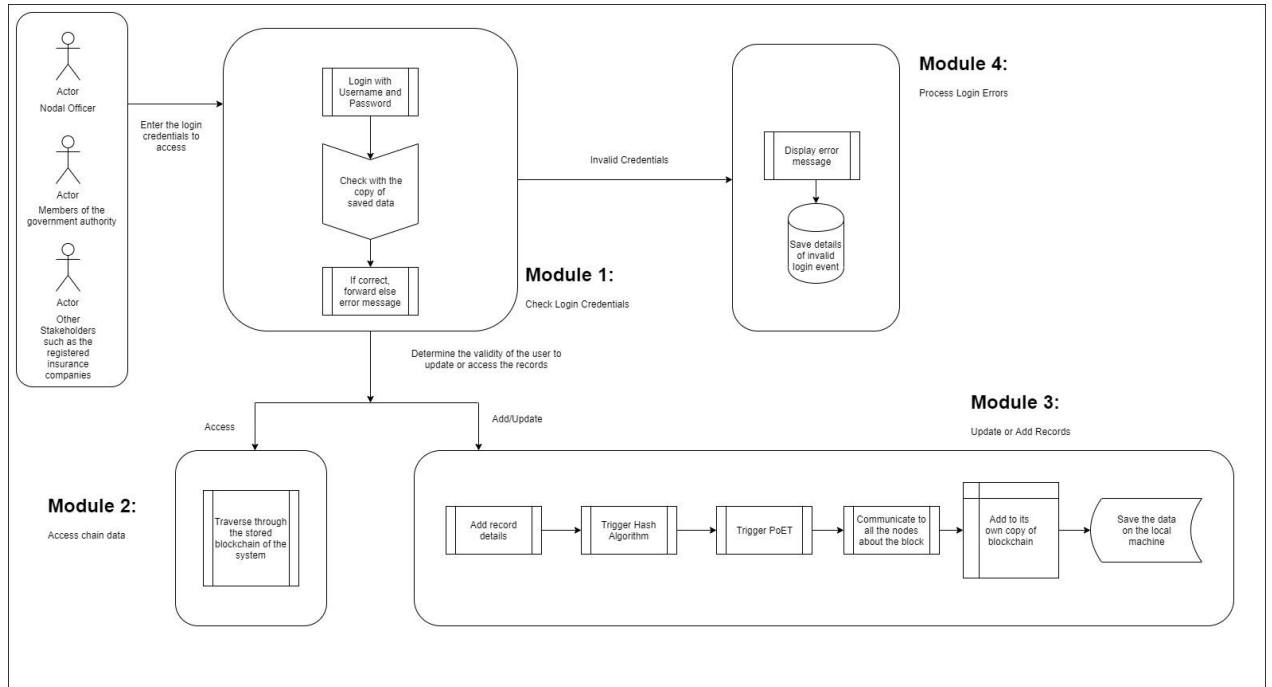 Actor
Nodal Officer
Actor
Members of the
government authority
Actor
Other
Stakeholders
such as the
registered
insurance
companies
Enter the login
credentials to
access
Login with
Username and
Password
Check with the
copy of
saved data
If correct,
forward else
error message
Module 1:
Check Login Credentials
Invalid Credentials
Module 4:
Process Login Errors
Display error
message
Save details
of invalid
login event
Determine the validity of the user to
update or access the records
Access
Add/Update
Module 2:
Access chain data
Traverse through
the stored
blockchain of the
system
Module 3:
Update or Add Records
Add record
details
Trigger Hash
Algorithm
Trigger PoET
Communicate to
all the nodes
about the block
Add to its
own copy of
blockchain
Save the data
on the local
machine